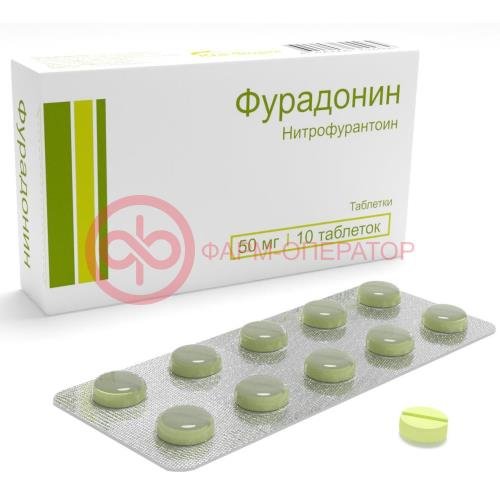 Фурадонин
Нитрофурантоин
Таблетки
50 мг 10 таблеток
Фурадонин
ФАРМ-ОПЕРАТОР